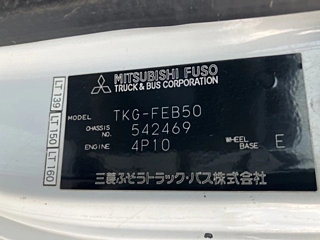 MITSUBISHI FUSO
TRUCK & BUS CORPORATION
MODEL TKG-FEB50
CHASSIS NO. 542469
ENGINE 4P10 WHEEL BASE E
三菱ふそうトラック・バス株式会社
LT139 LT150 LT160